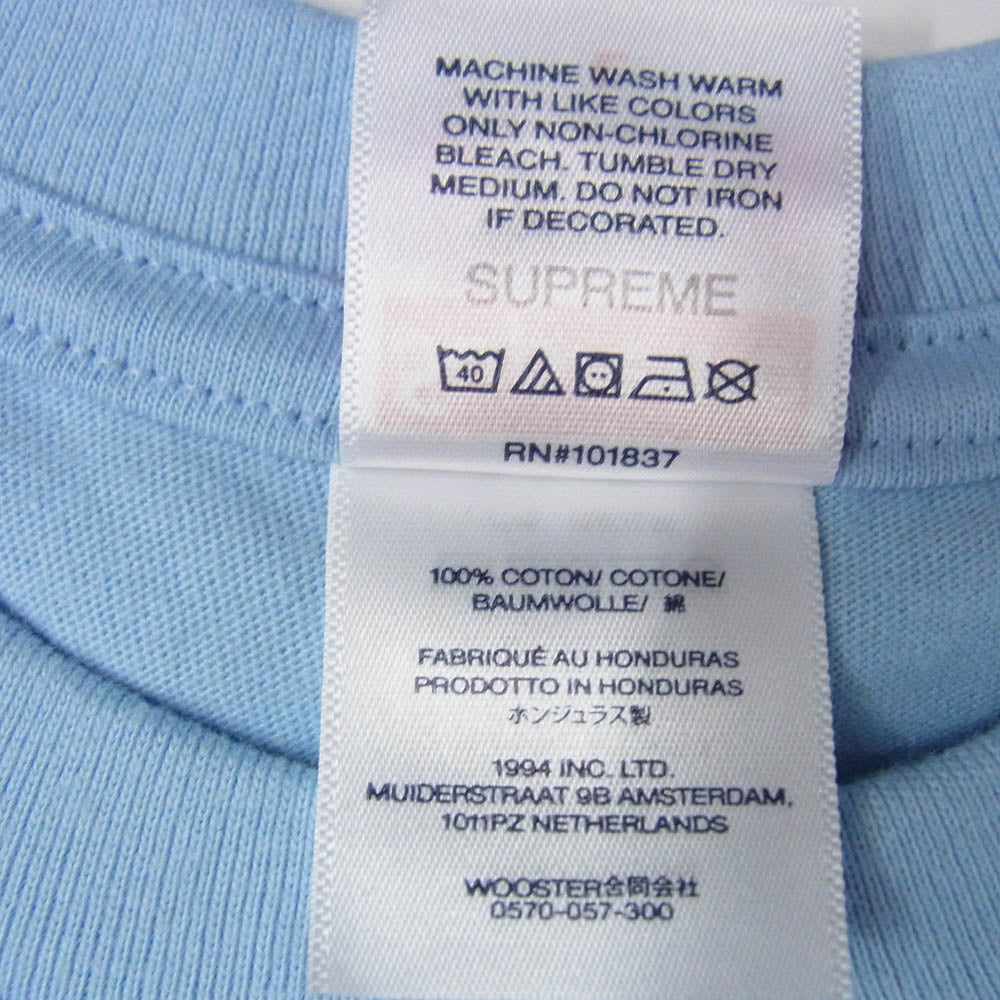 MACHINE WASH WARM
WITH LIKE COLORS
ONLY NON-CHLORINE
BLEACH. TUMBLE DRY
MEDIUM. DO NOT IRON
IF DECORATED.
SUPREME
40
RN#101837
100% COTON/ COTONE/
BAUMWOLLE/ 綿
FABRIQUÉ AU HONDURAS
PRODOTTO IN HONDURAS
ホンジュラス製
1994 INC. LTD.
MUIDERSTRAAT 9B AMSTERDAM,
1011PZ NETHERLANDS
WOOSTER合同会社
0570-057-300